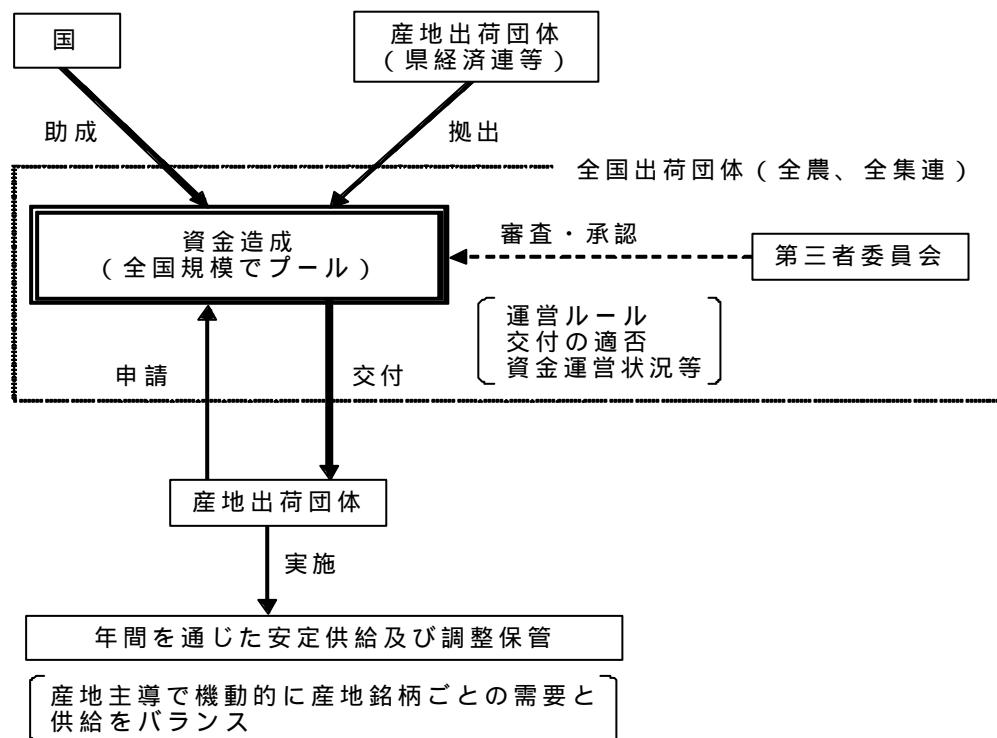 国
産地出荷団体
(県経済連等)
助成
拠出
全国出荷団体(全農、全集連)
資金造成
(全国規模でプール)
審査・承認
第三者委員会
運営ルール
交付の適否
資金運営状況等
申請
交付
産地出荷団体
実施
年間を通じた安定供給及び調整保管
産地主導で機動的に産地銘柄ごとの需要と
供給をバランス